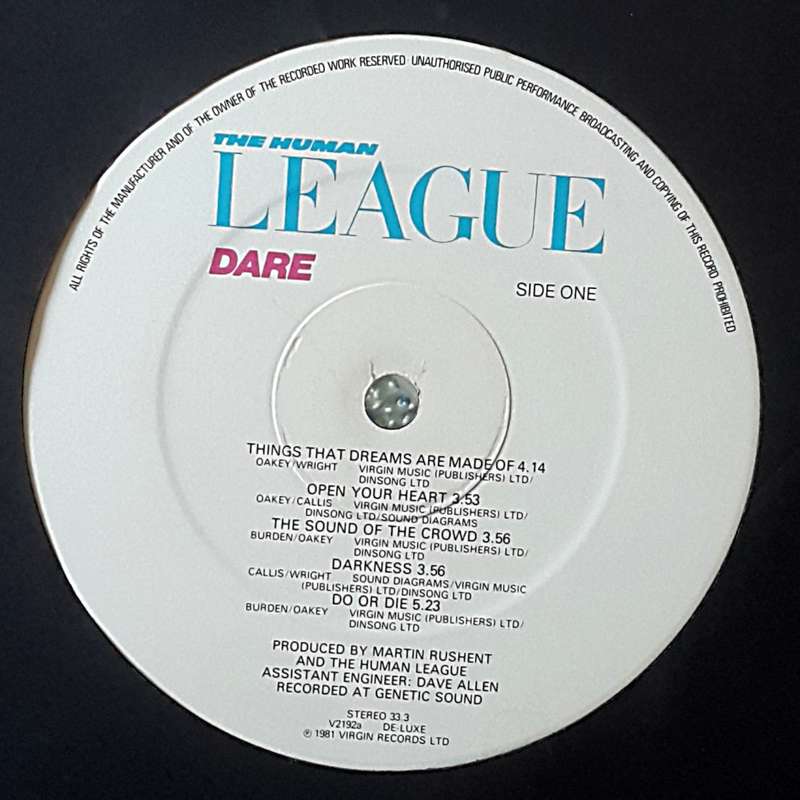 ALL RIGHTS OF THE MANUFACTURER AND OF THE OWNER OF THE RECORDED WORK RESERVED UNAUTHORISED PUBLIC PERFORMANCE BROADCASTING AND COPYING OF THIS RECORD PROHIBITED
THE HUMAN
LEAGUE
DARE
SIDE ONE
THINGS THAT DREAMS ARE MADE OF 4.14
OAKEY/WRIGHT VIRGIN MUSIC (PUBLISHERS) LTD/
DINSONG LTD
OPEN YOUR HEART 3.53
OAKEY/CALLIS VIRGIN MUSIC (PUBLISHERS) LTD/
DINSONG LTD/SOUND DIAGRAMS
THE SOUND OF THE CROWD 3.56
BURDEN/OAKEY VIRGIN MUSIC (PUBLISHERS) LTD/
DINSONG LTD
DARKNESS 3.56
CALLIS/WRIGHT SOUND DIAGRAMS/VIRGIN MUSIC
(PUBLISHERS) LTD/DINSONG LTD
DO OR DIE 5.23
BURDEN/OAKEY VIRGIN MUSIC (PUBLISHERS) LTD/
DINSONG LTD
PRODUCED BY MARTIN RUSHENT
AND THE HUMAN LEAGUE
ASSISTANT ENGINEER: DAVE ALLEN
RECORDED AT GENETIC SOUND
STEREO 33.3
V2192a DE-LUXE
℗ 1981 VIRGIN RECORDS LTD